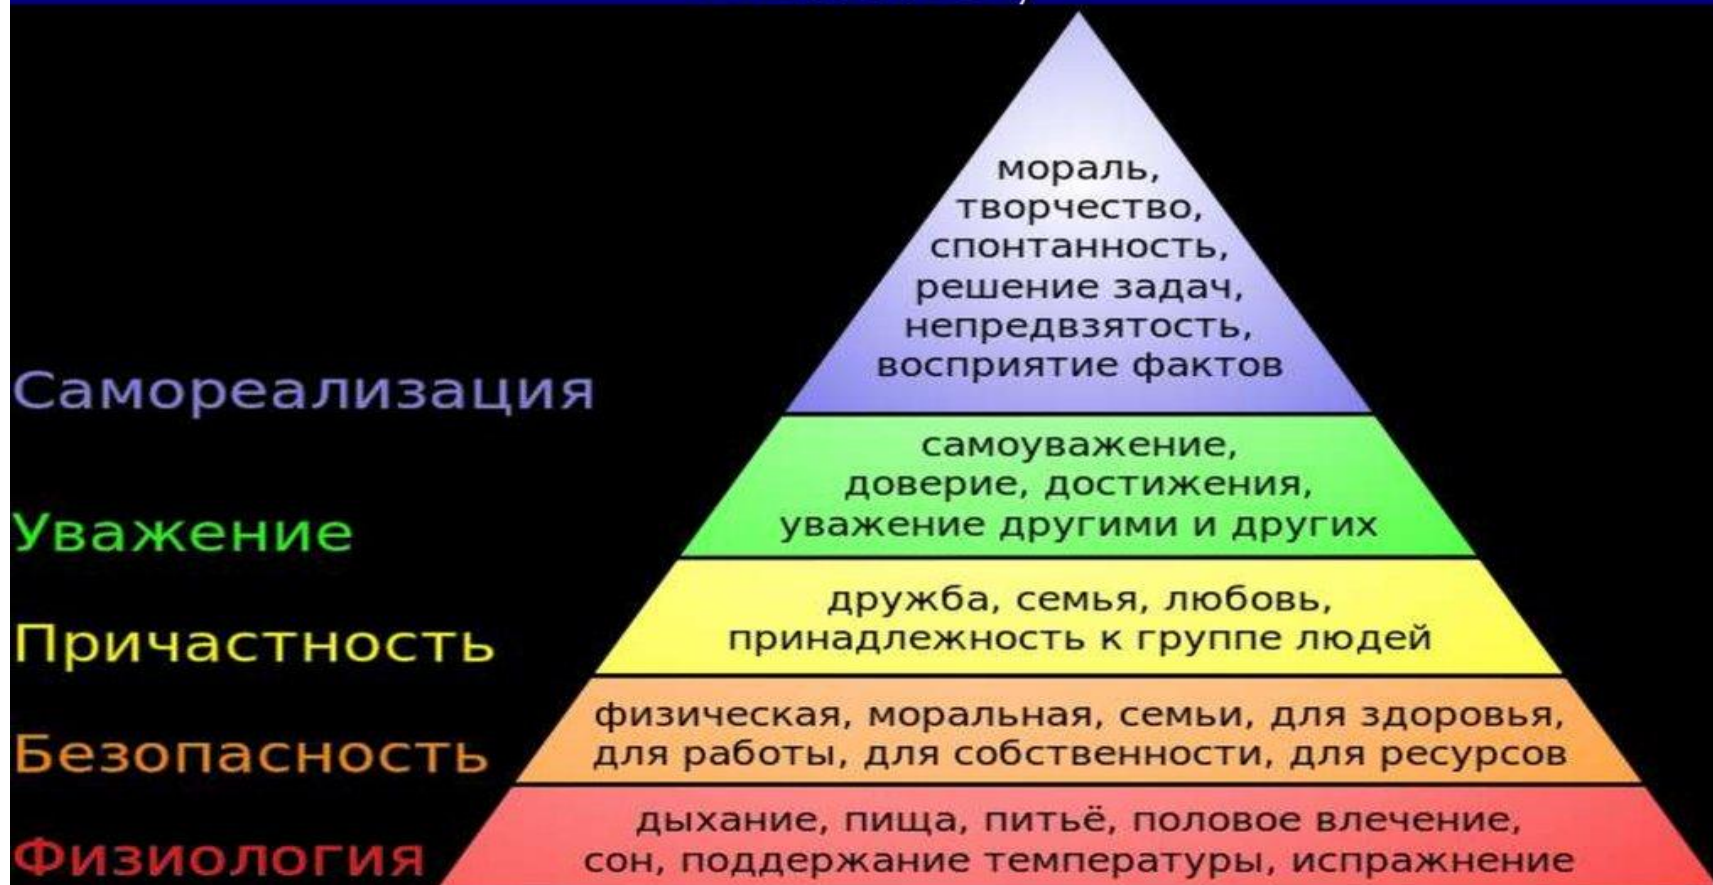 мораль,
творчество,
спонтанность,
решение задач,
непредвзятость,
восприятие фактов
Самореализация
самоуважение,
доверие, достижения,
уважение другими и других
Уважение
дружба, семья, любовь,
принадлежность к группе людей
Причастность
физическая, моральная, семьи, для здоровья,
для работы, для собственности, для ресурсов
Безопасность
дыхание, пища, питьё, половое влечение,
сон, поддержание температуры, испражнение
Физиология